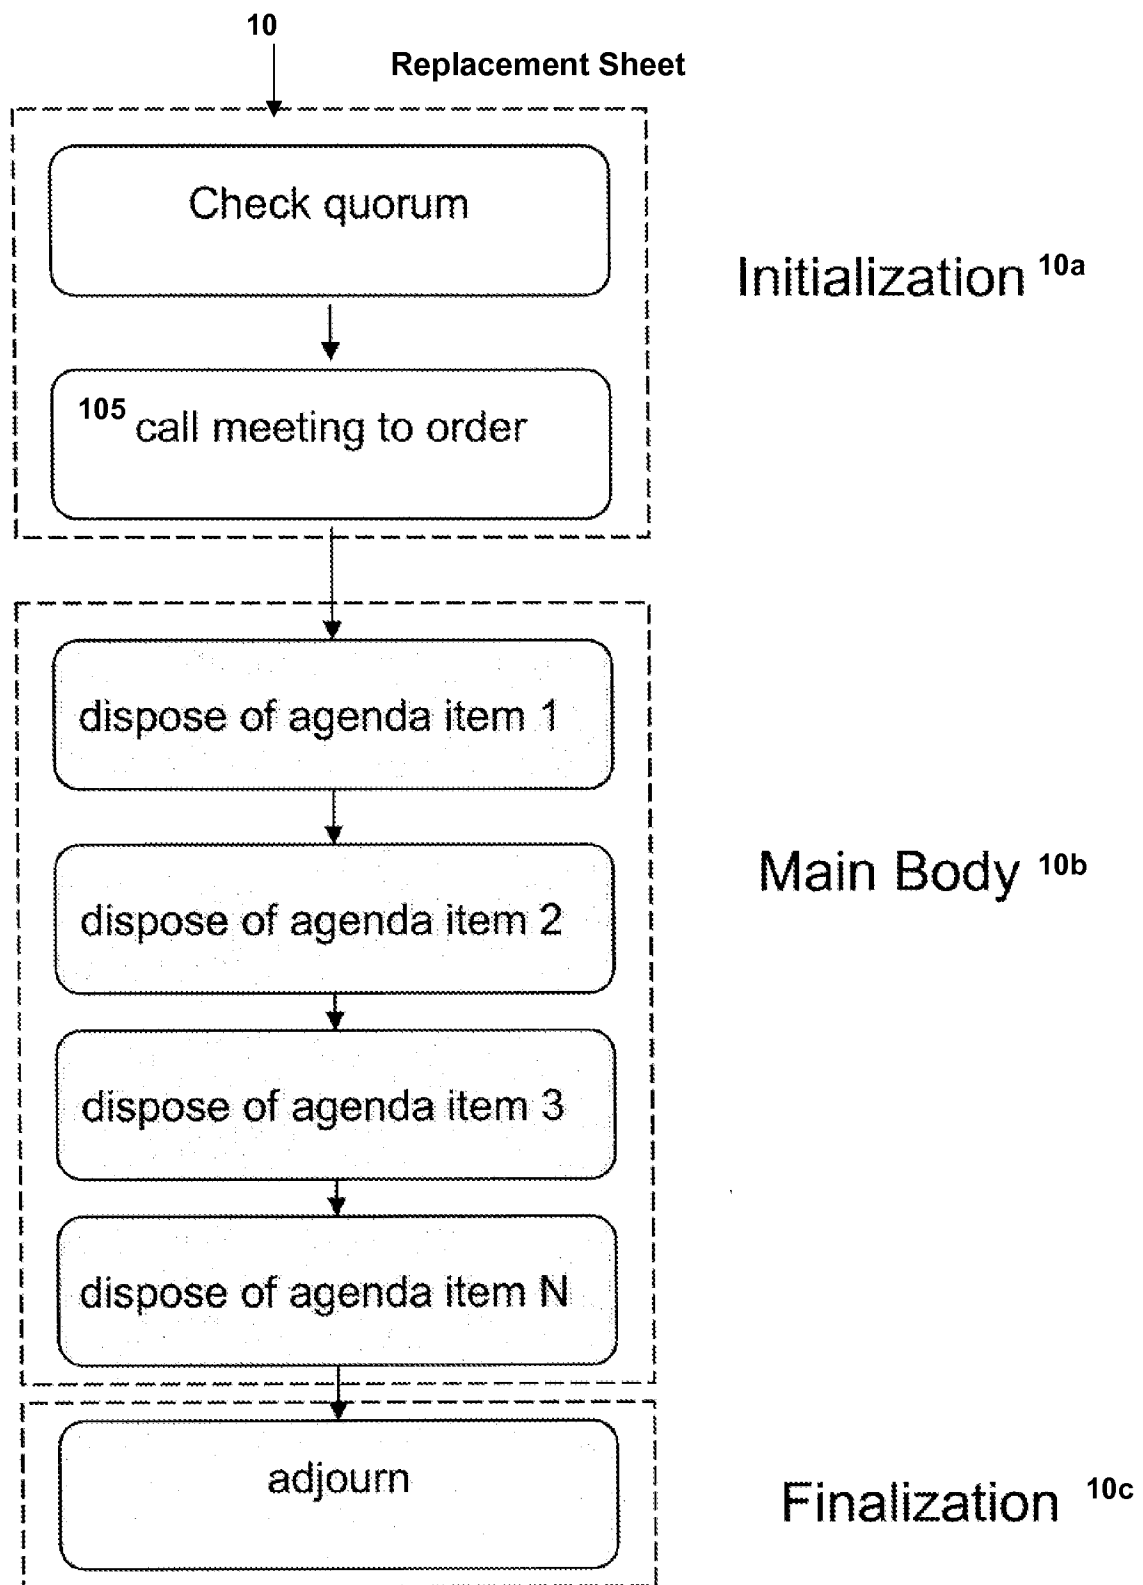 10
Replacement Sheet
Check quorum
Initialization 10a
105 call meeting to order
dispose of agenda item 1
Main Body 10b
dispose of agenda item 2
dispose of agenda item 3
dispose of agenda item N
adjourn
Finalization 10c